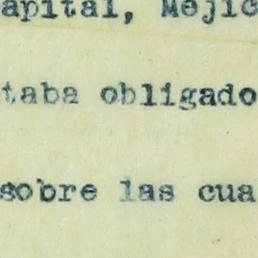 apital, Mejic
taba obligado
sobre las cua